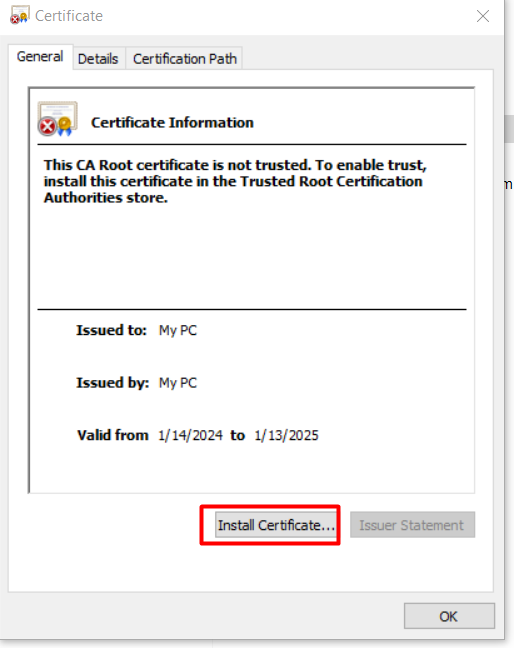 Certificate
General Details Certification Path
Certificate Information
This CA Root certificate is not trusted. To enable trust,
install this certificate in the Trusted Root Certification
Authorities store.
Issued to: My PC
Issued by: My PC
Valid from 1/14/2024 to 1/13/2025
Install Certificate... Issuer Statement
OK